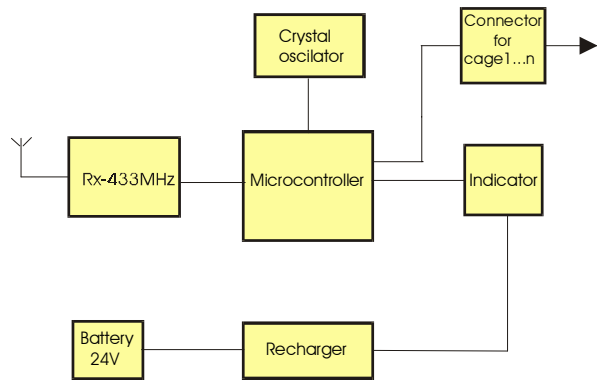 Crystal
oscilator
Connector
for
cage1...n
Rx-433MHz
Microcontroller
Indicator
Battery
24V
Recharger